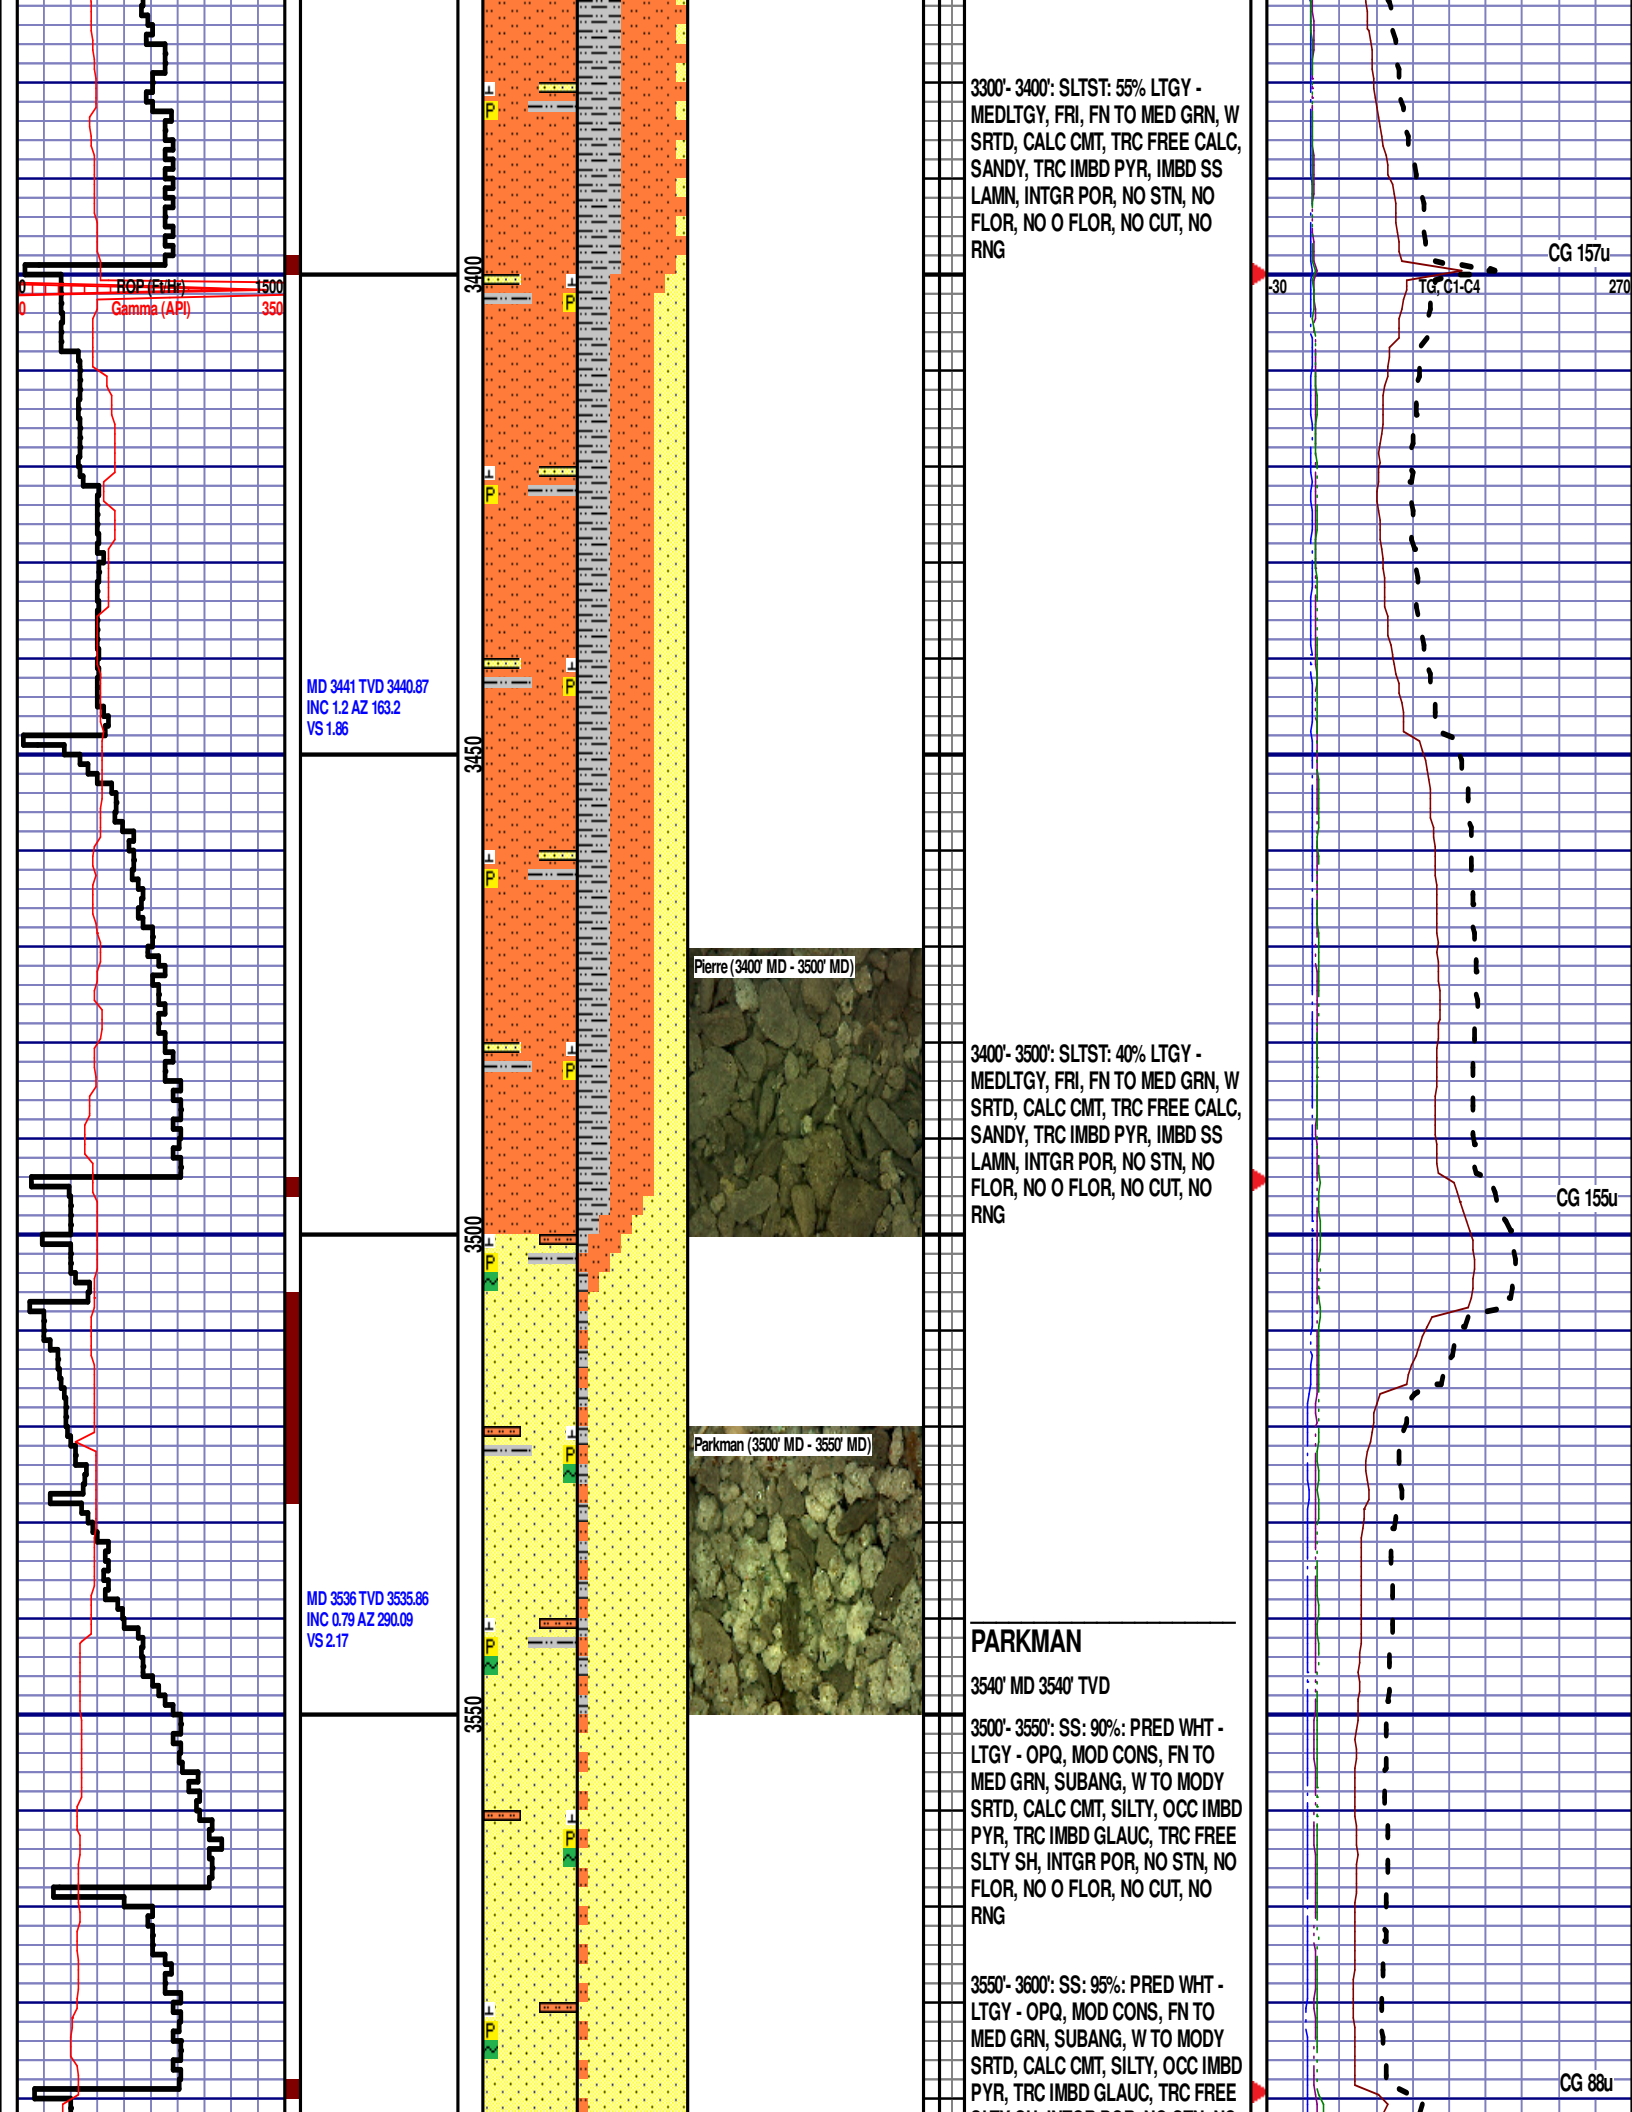 3300'- 3400': SLTST: 55% LTGY -
MEDLTGY, FRI, FN TO MED GRN, W
SRTD, CALC CMT, TRC FREE CALC,
SANDY, TRC IMBD PYR, IMBD SS
LAMN, INTGR POR, NO STN, NO
FLOR, NO O FLOR, NO CUT, NO
RNG
CG 157u
3400
0 ROP (Ft/Hr) 1500
0 Gamma (API) 350
-30 TG, C1-C4 270
P
P
P
P
MD 3441 TVD 3440.87
INC 1.2 AZ 163.2
VS 1.86
3450
P
Pierre (3400' MD - 3500' MD)
P
3400'- 3500': SLTST: 40% LTGY -
MEDLTGY, FRI, FN TO MED GRN, W
SRTD, CALC CMT, TRC FREE CALC,
SANDY, TRC IMBD PYR, IMBD SS
LAMN, INTGR POR, NO STN, NO
FLOR, NO O FLOR, NO CUT, NO
RNG
CG 155u
3500
P
Parkman (3500' MD - 3550' MD)
P
MD 3536 TVD 3535.86
INC 0.79 AZ 290.09
VS 2.17
P
PARKMAN
3540' MD 3540' TVD
3550
3500'- 3550': SS: 90%: PRED WHT -
LTGY - OPQ, MOD CONS, FN TO
MED GRN, SUBANG, W TO MODY
SRTD, CALC CMT, SILTY, OCC IMBD
PYR, TRC IMBD GLAUC, TRC FREE
SLTY SH, INTGR POR, NO STN, NO
FLOR, NO O FLOR, NO CUT, NO
RNG
P
3550'- 3600': SS: 95%: PRED WHT -
LTGY - OPQ, MOD CONS, FN TO
MED GRN, SUBANG, W TO MODY
SRTD, CALC CMT, SILTY, OCC IMBD
PYR, TRC IMBD GLAUC, TRC FREE
P
CG 88u